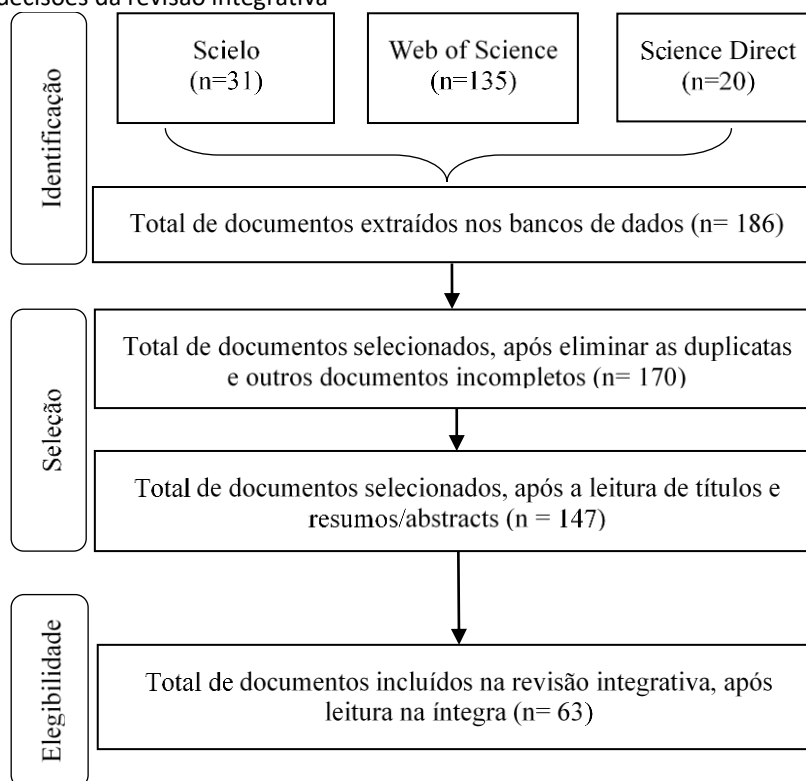 decisões da revisão integrativa
Identificação
Scielo
(n=31)
Web of Science
(n=135)
Science Direct
(n=20)
Total de documentos extraídos nos bancos de dados (n= 186)
Seleção
Total de documentos selecionados, após eliminar as duplicatas
e outros documentos incompletos (n= 170)
Total de documentos selecionados, após a leitura de títulos e
resumos/abstracts (n = 147)
Elegibilidade
Total de documentos incluídos na revisão integrativa, após
leitura na íntegra (n= 63)